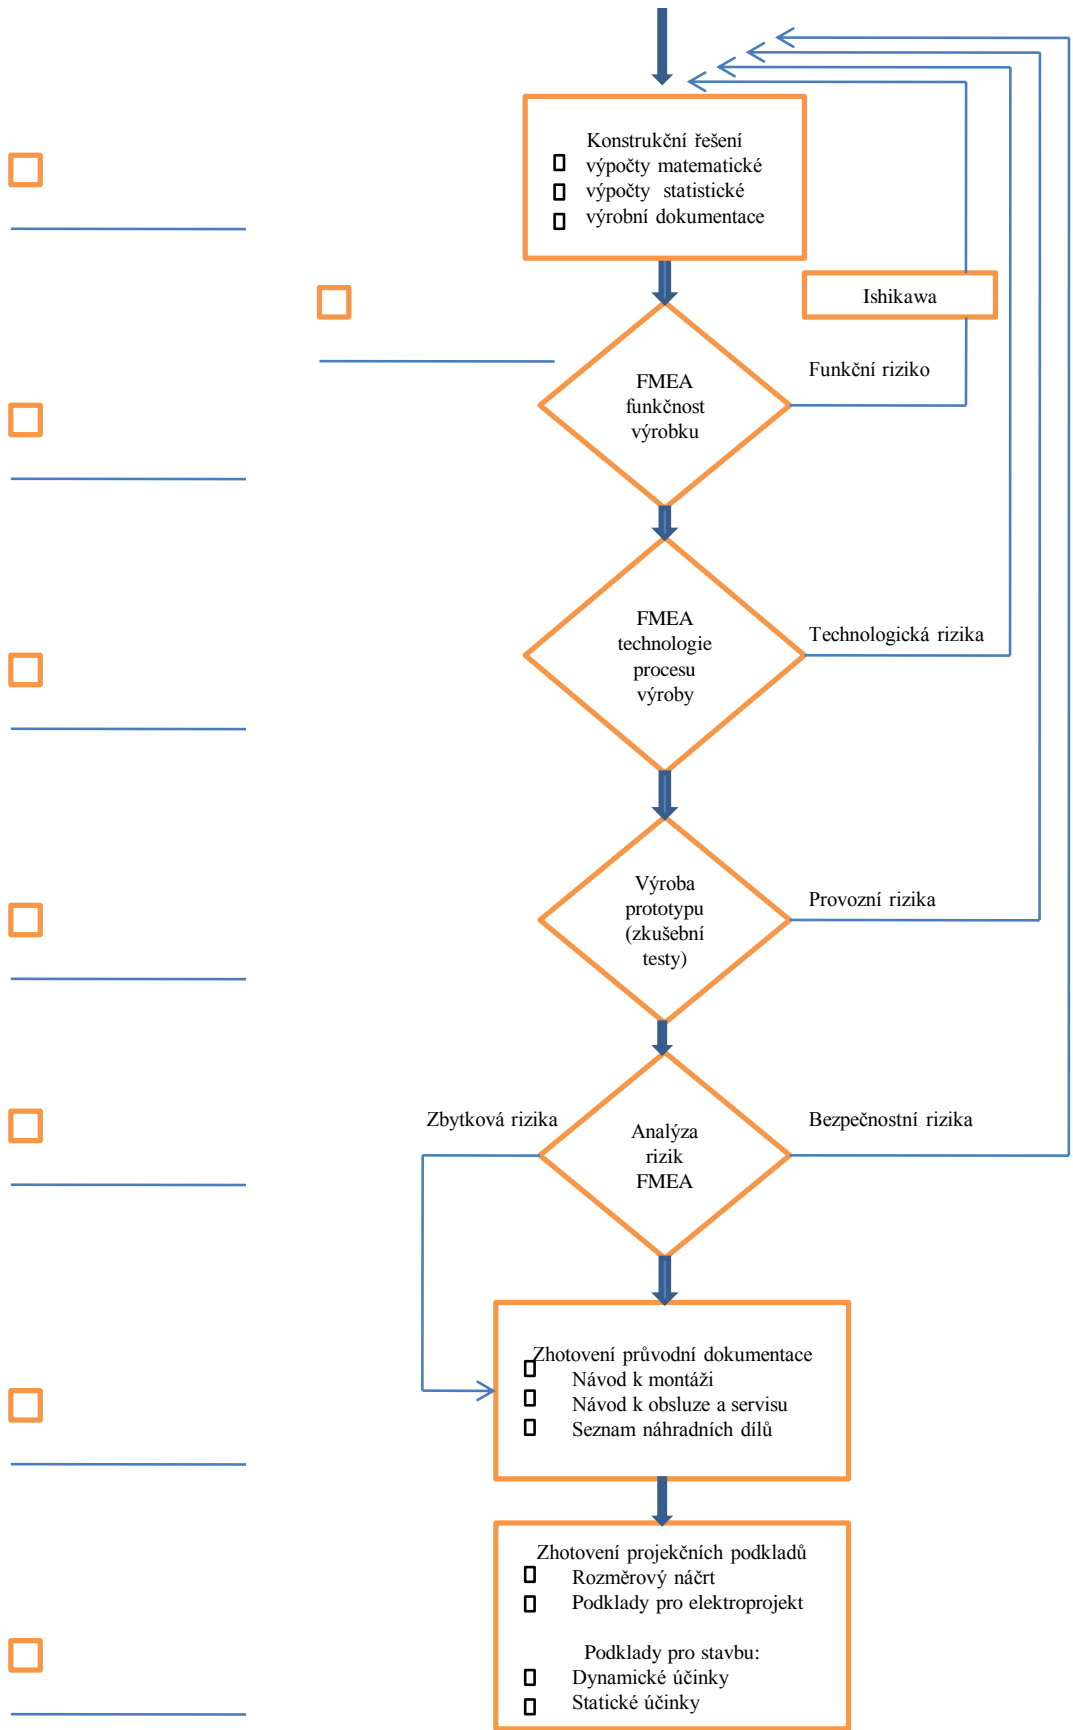 Konstrukční řešení
výpočty matematické
výpočty statistické
výrobní dokumentace
Ishikawa
Funkční riziko
FMEA
funkčnost
výrobku
FMEA
technologie
procesu
výroby
Technologická rizika
Výroba
prototypu
(zkušební
testy)
Provozní rizika
Zbytková rizika
Bezpečnostní rizika
Analýza
rizik
FMEA
Zhotovení průvodní dokumentace
Návod k montáži
Návod k obsluze a servisu
Seznam náhradních dílů
Zhotovení projekčních podkladů
Rozměrový náčrt
Podklady pro elektroprojekt
Podklady pro stavbu:
Dynamické účinky
Statické účinky